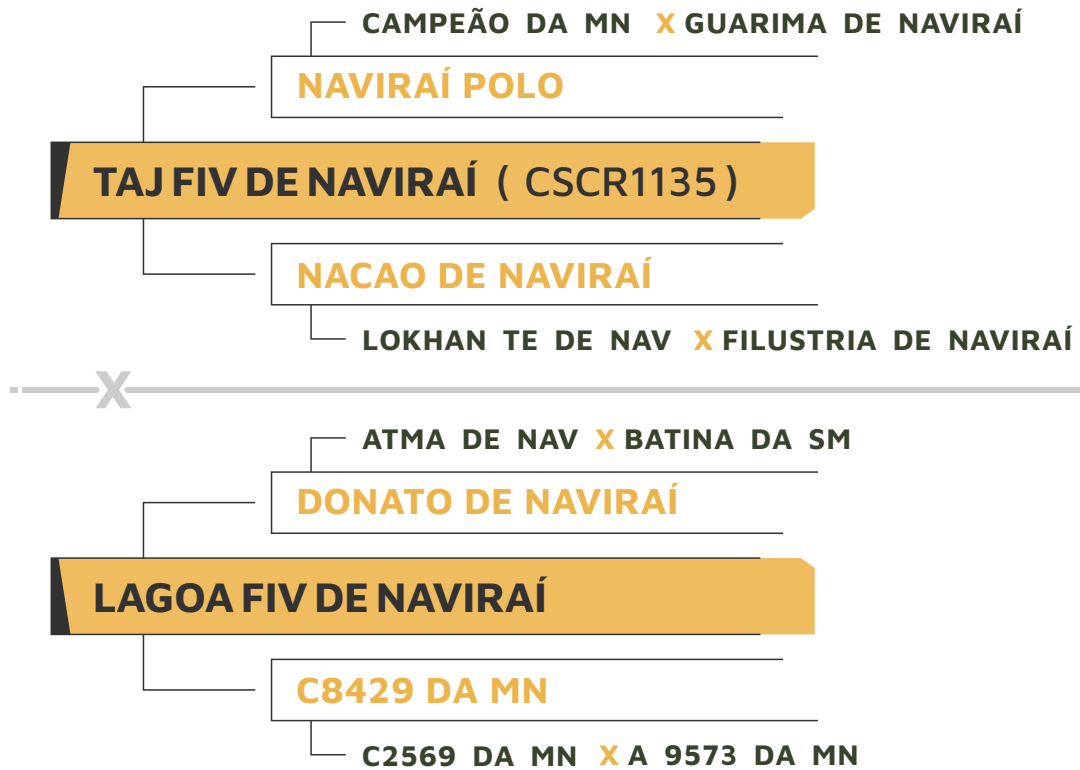 CAMPEÃO DA MN X GUARIMA DE NAVIRAÍ
NAVIRAÍ POLO
TAJ FIV DE NAVIRAÍ ( CSCR1135 )
NACAO DE NAVIRAÍ
LOKHAN TE DE NAV X FILUSTRIA DE NAVIRAÍ
X
ATMA DE NAV X BATINA DA SM
DONATO DE NAVIRAÍ
LAGOA FIV DE NAVIRAÍ
C8429 DA MN
C2569 DA MN X A 9573 DA MN